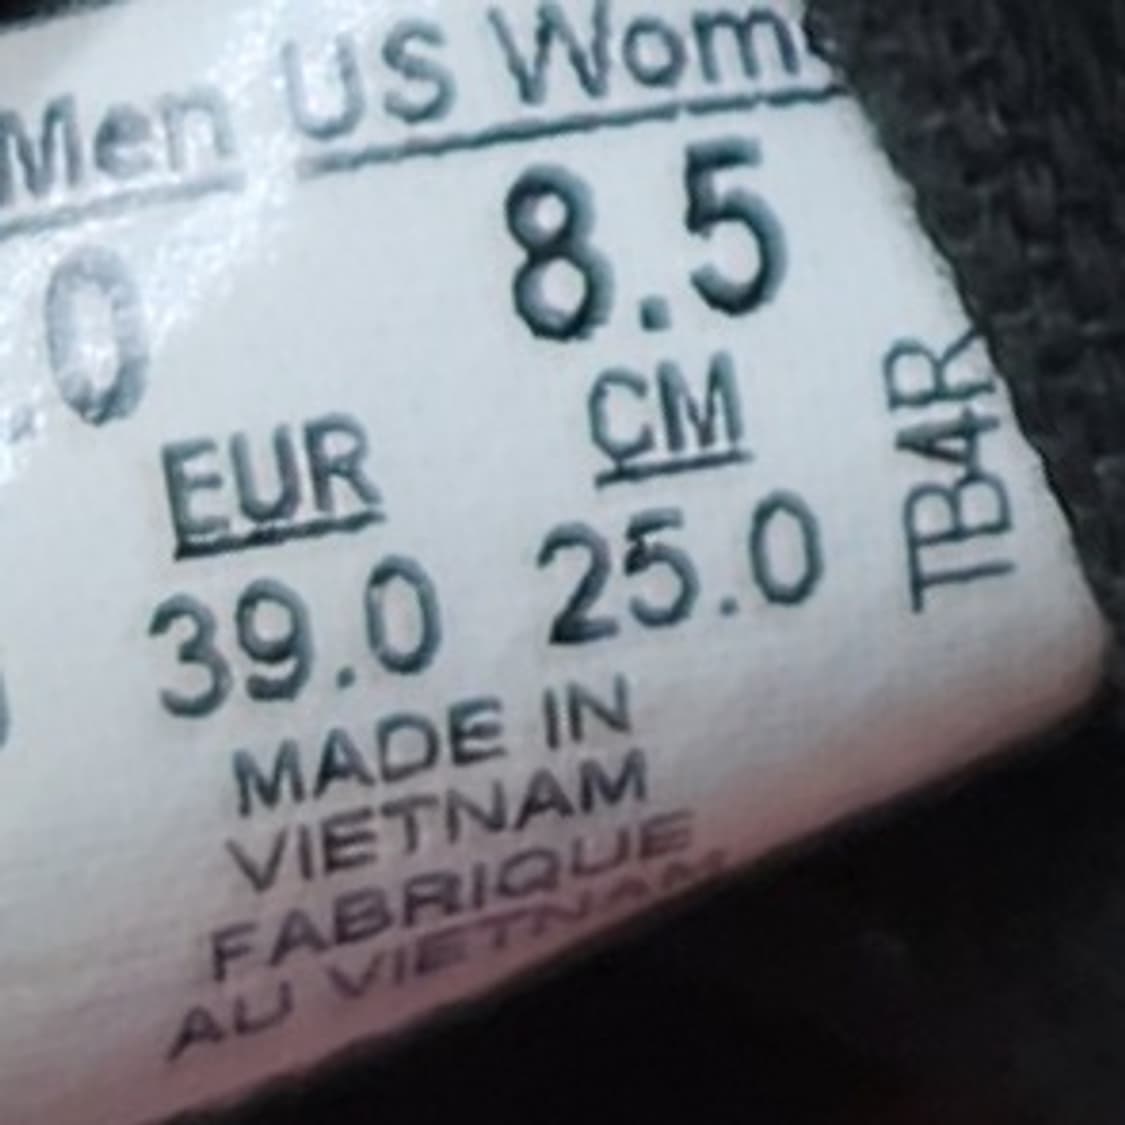 Men US Wom
.0 8.5
EUR CM
39.0 25.0
TB4R
MADE IN
VIETNAM
FABRIQUE
AU VIETNAM